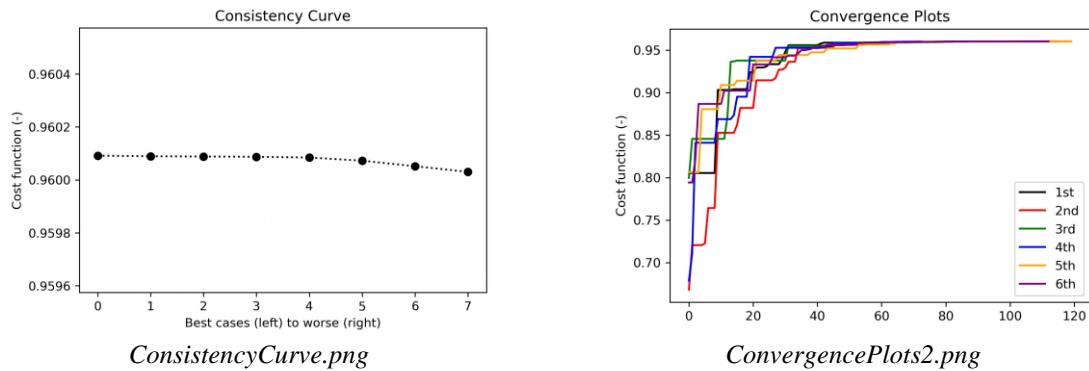 Consistency Curve
Cost function (-)
0.9604
0.9602
0.9600
0.9598
0.9596
0 1 2 3 4 5 6 7
Best cases (left) to worse (right)
ConsistencyCurve.png
Convergence Plots
Cost function (-)
0.95
0.90
0.85
0.80
0.75
0.70
1st
2nd
3rd
4th
5th
6th
0 20 40 60 80 100 120
ConvergencePlots2.png